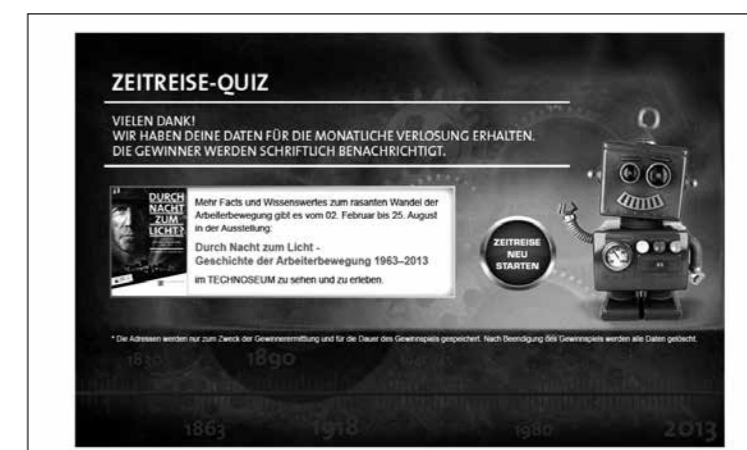 ZEITREISE-QUIZ
VIELEN DANK!
WIR HABEN DEINE DATEN FÜR DIE MONATLICHE VERLOSUNG ERHALTEN.
DIE GEWINNER WERDEN SCHRIFTLICH BENACHRICHTIGT.
DURCH
NACHT
ZUM
LICHT?
Mehr Facts und Wissenswertes zum rasanten Wandel der
Arbeiterbewegung gibt es vom 02. Februar bis 25. August
in der Ausstellung:
Durch Nacht zum Licht -
Geschichte der Arbeiterbewegung 1963–2013
im TECHNOSEUM zu sehen und zu erleben.
ZEITREISE
NEU
STARTEN
* Die Adressen werden nur zum Zweck der Gewinnerermittlung und für die Dauer des Gewinnspiels gespeichert. Nach Beendigung des Gewinnspiels werden alle Daten gelöscht.
1830 1890
1863 1918 1980 2013